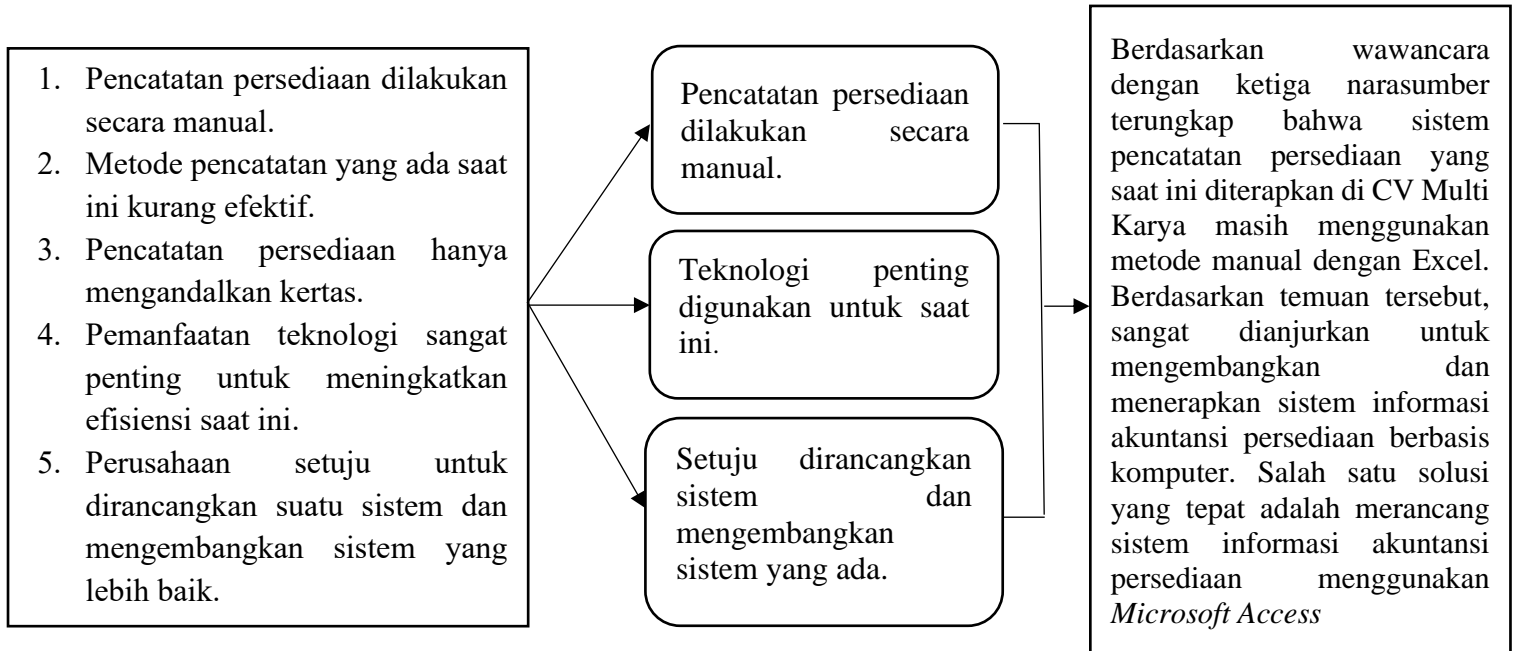 1. Pencatatan persediaan dilakukan
secara manual.
2. Metode pencatatan yang ada saat
ini kurang efektif.
3. Pencatatan persediaan hanya
mengandalkan kertas.
4. Pemanfaatan teknologi sangat
penting untuk meningkatkan
efisiensi saat ini.
5. Perusahaan setuju untuk
dirancangkan suatu sistem dan
mengembangkan sistem yang
lebih baik.
Pencatatan persediaan
dilakukan secara
manual.
Teknologi penting
digunakan untuk saat
ini.
Setuju dirancangkan
sistem dan
mengembangkan
sistem yang ada.
Berdasarkan wawancara
dengan ketiga narasumber
terungkap bahwa sistem
pencatatan persediaan yang
saat ini diterapkan di CV Multi
Karya masih menggunakan
metode manual dengan Excel.
Berdasarkan temuan tersebut,
sangat dianjurkan untuk
mengembangkan dan
menerapkan sistem informasi
akuntansi persediaan berbasis
komputer. Salah satu solusi
yang tepat adalah merancang
sistem informasi akuntansi
persediaan menggunakan
Microsoft Access